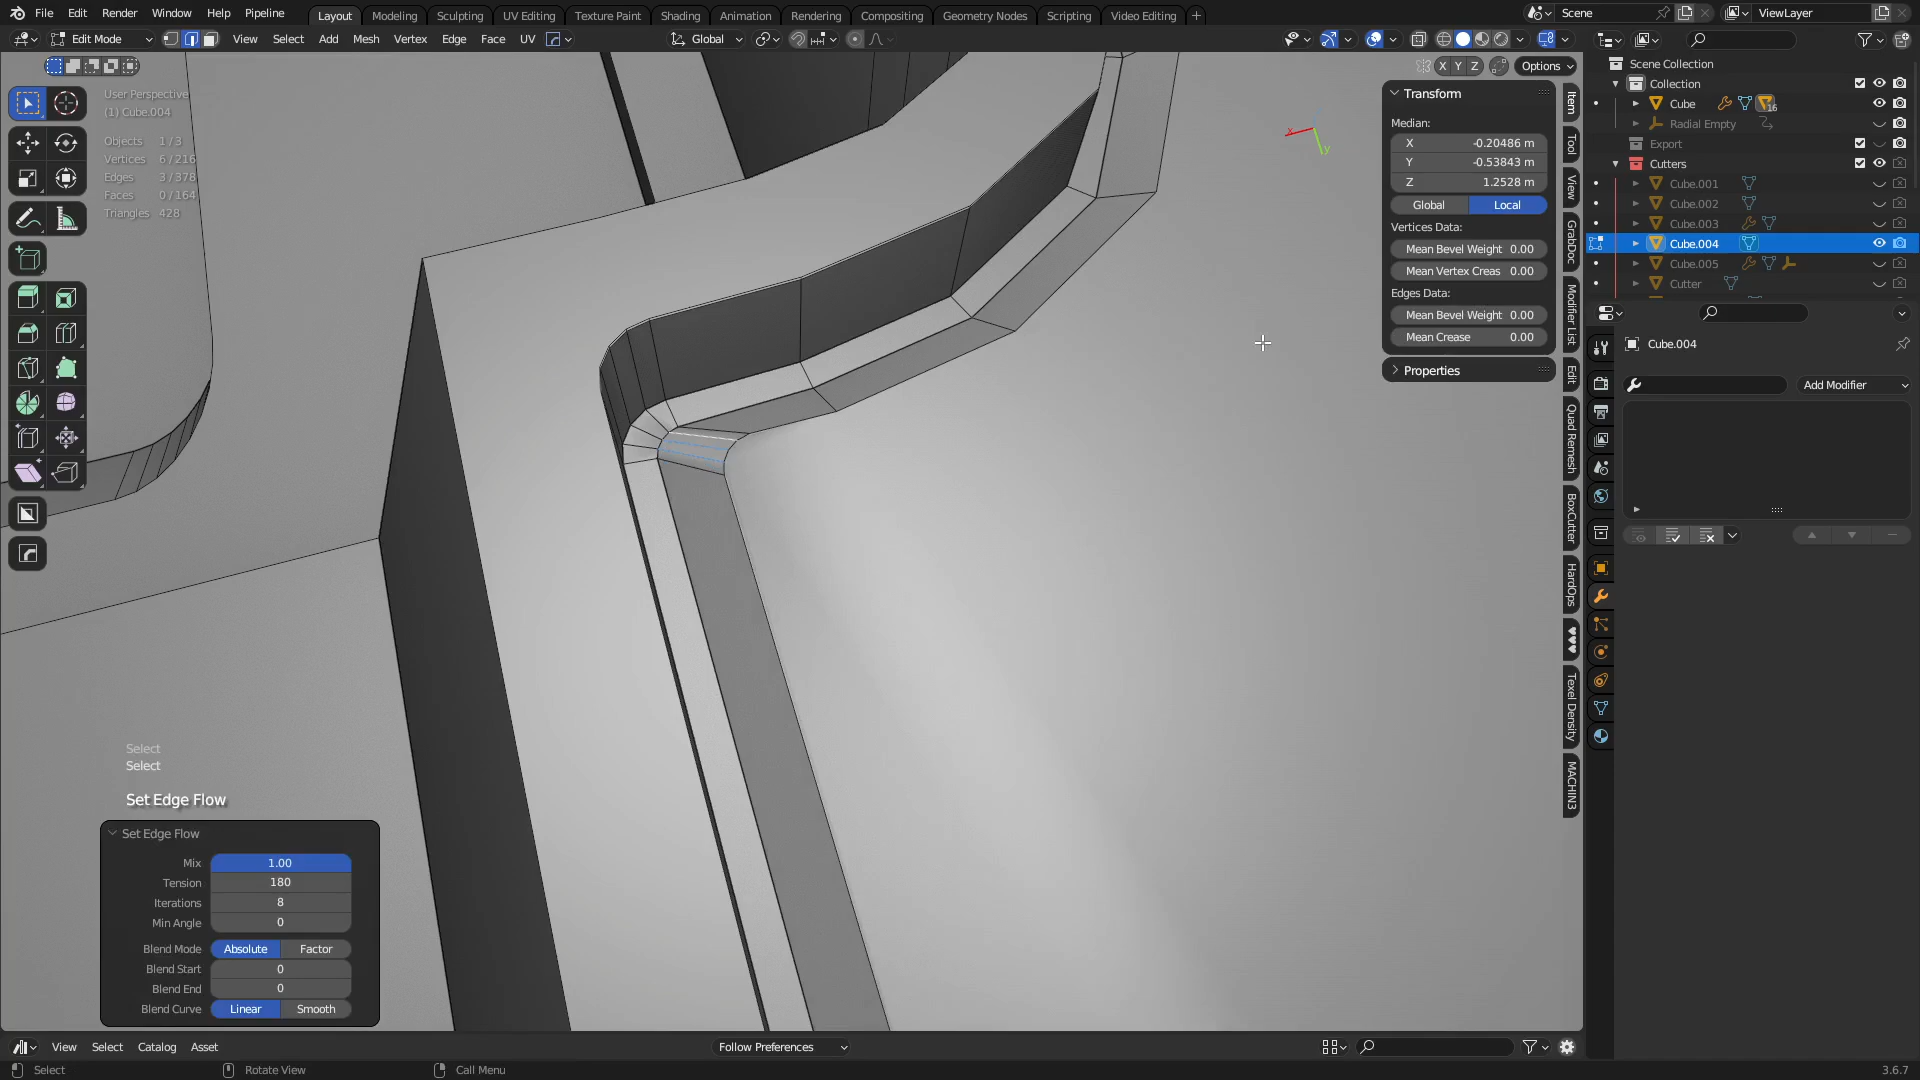 File Edit Render Window Help Pipeline
Layout Modeling Sculpting UV Editing Texture Paint Shading Animation Rendering Compositing Geometry Nodes Scripting Video Editing +
Scene
ViewLayer
Edit Mode
View Select Add Mesh Vertex Edge Face UV
Global
X Y Z Options
User Perspective
(1) Cube.004
Objects 1/3
Vertices 6/216
Edges 3/378
Faces 0/164
Triangles 428
x
y
Transform
Median:
X -0.20486 m
Y -0.53843 m
Z 1.2528 m
Global Local
Vertices Data:
Mean Bevel Weight 0.00
Mean Vertex Creas 0.00
Edges Data:
Mean Bevel Weight 0.00
Mean Crease 0.00
Properties
Item
Tool
View
GrabDoc
Modifier List
Edit
Quad Remesh
BoxCutter
HardOps
♥♥♥
Texel Density
MACHIN3
Scene Collection
Collection
Cube
16
Radial Empty
Export
Cutters
Cube.001
Cube.002
Cube.003
Cube.004
Cube.005
Cutter
Cube.004
Add Modifier
Select
Select
Set Edge Flow
Set Edge Flow
Mix 1.00
Tension 180
Iterations 8
Min Angle 0
Blend Mode Absolute Factor
Blend Start 0
Blend End 0
Blend Curve Linear Smooth
View Select Catalog Asset
Follow Preferences
Select Rotate View Call Menu
3.6.7